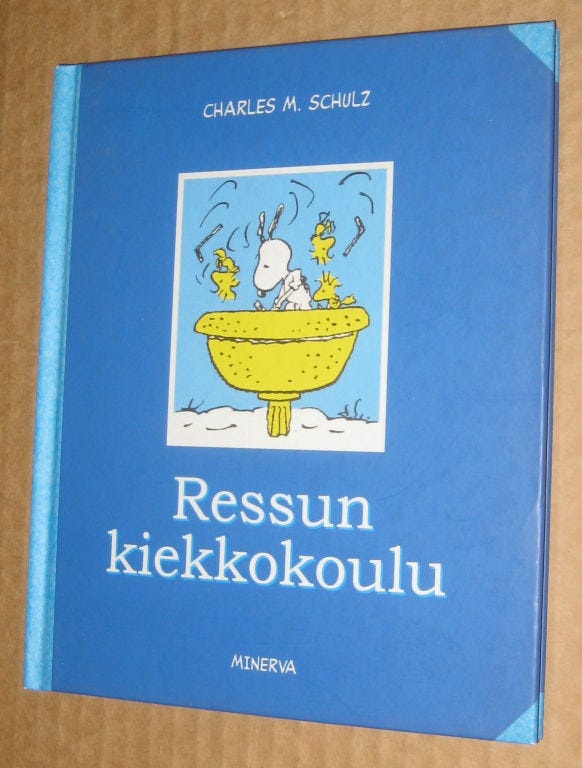 CHARLES M. SCHULZ
Ressun
kiekkokoulu
MINERVA